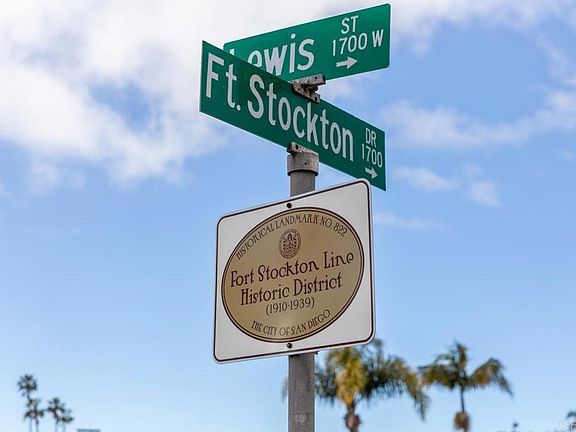 Lewis ST
1700 W
Ft. Stockton DR
1700
HISTORICAL LANDMARK NO. 822
Fort Stockton Line
Historic District
(1910-1939)
THE CITY OF SAN DIEGO